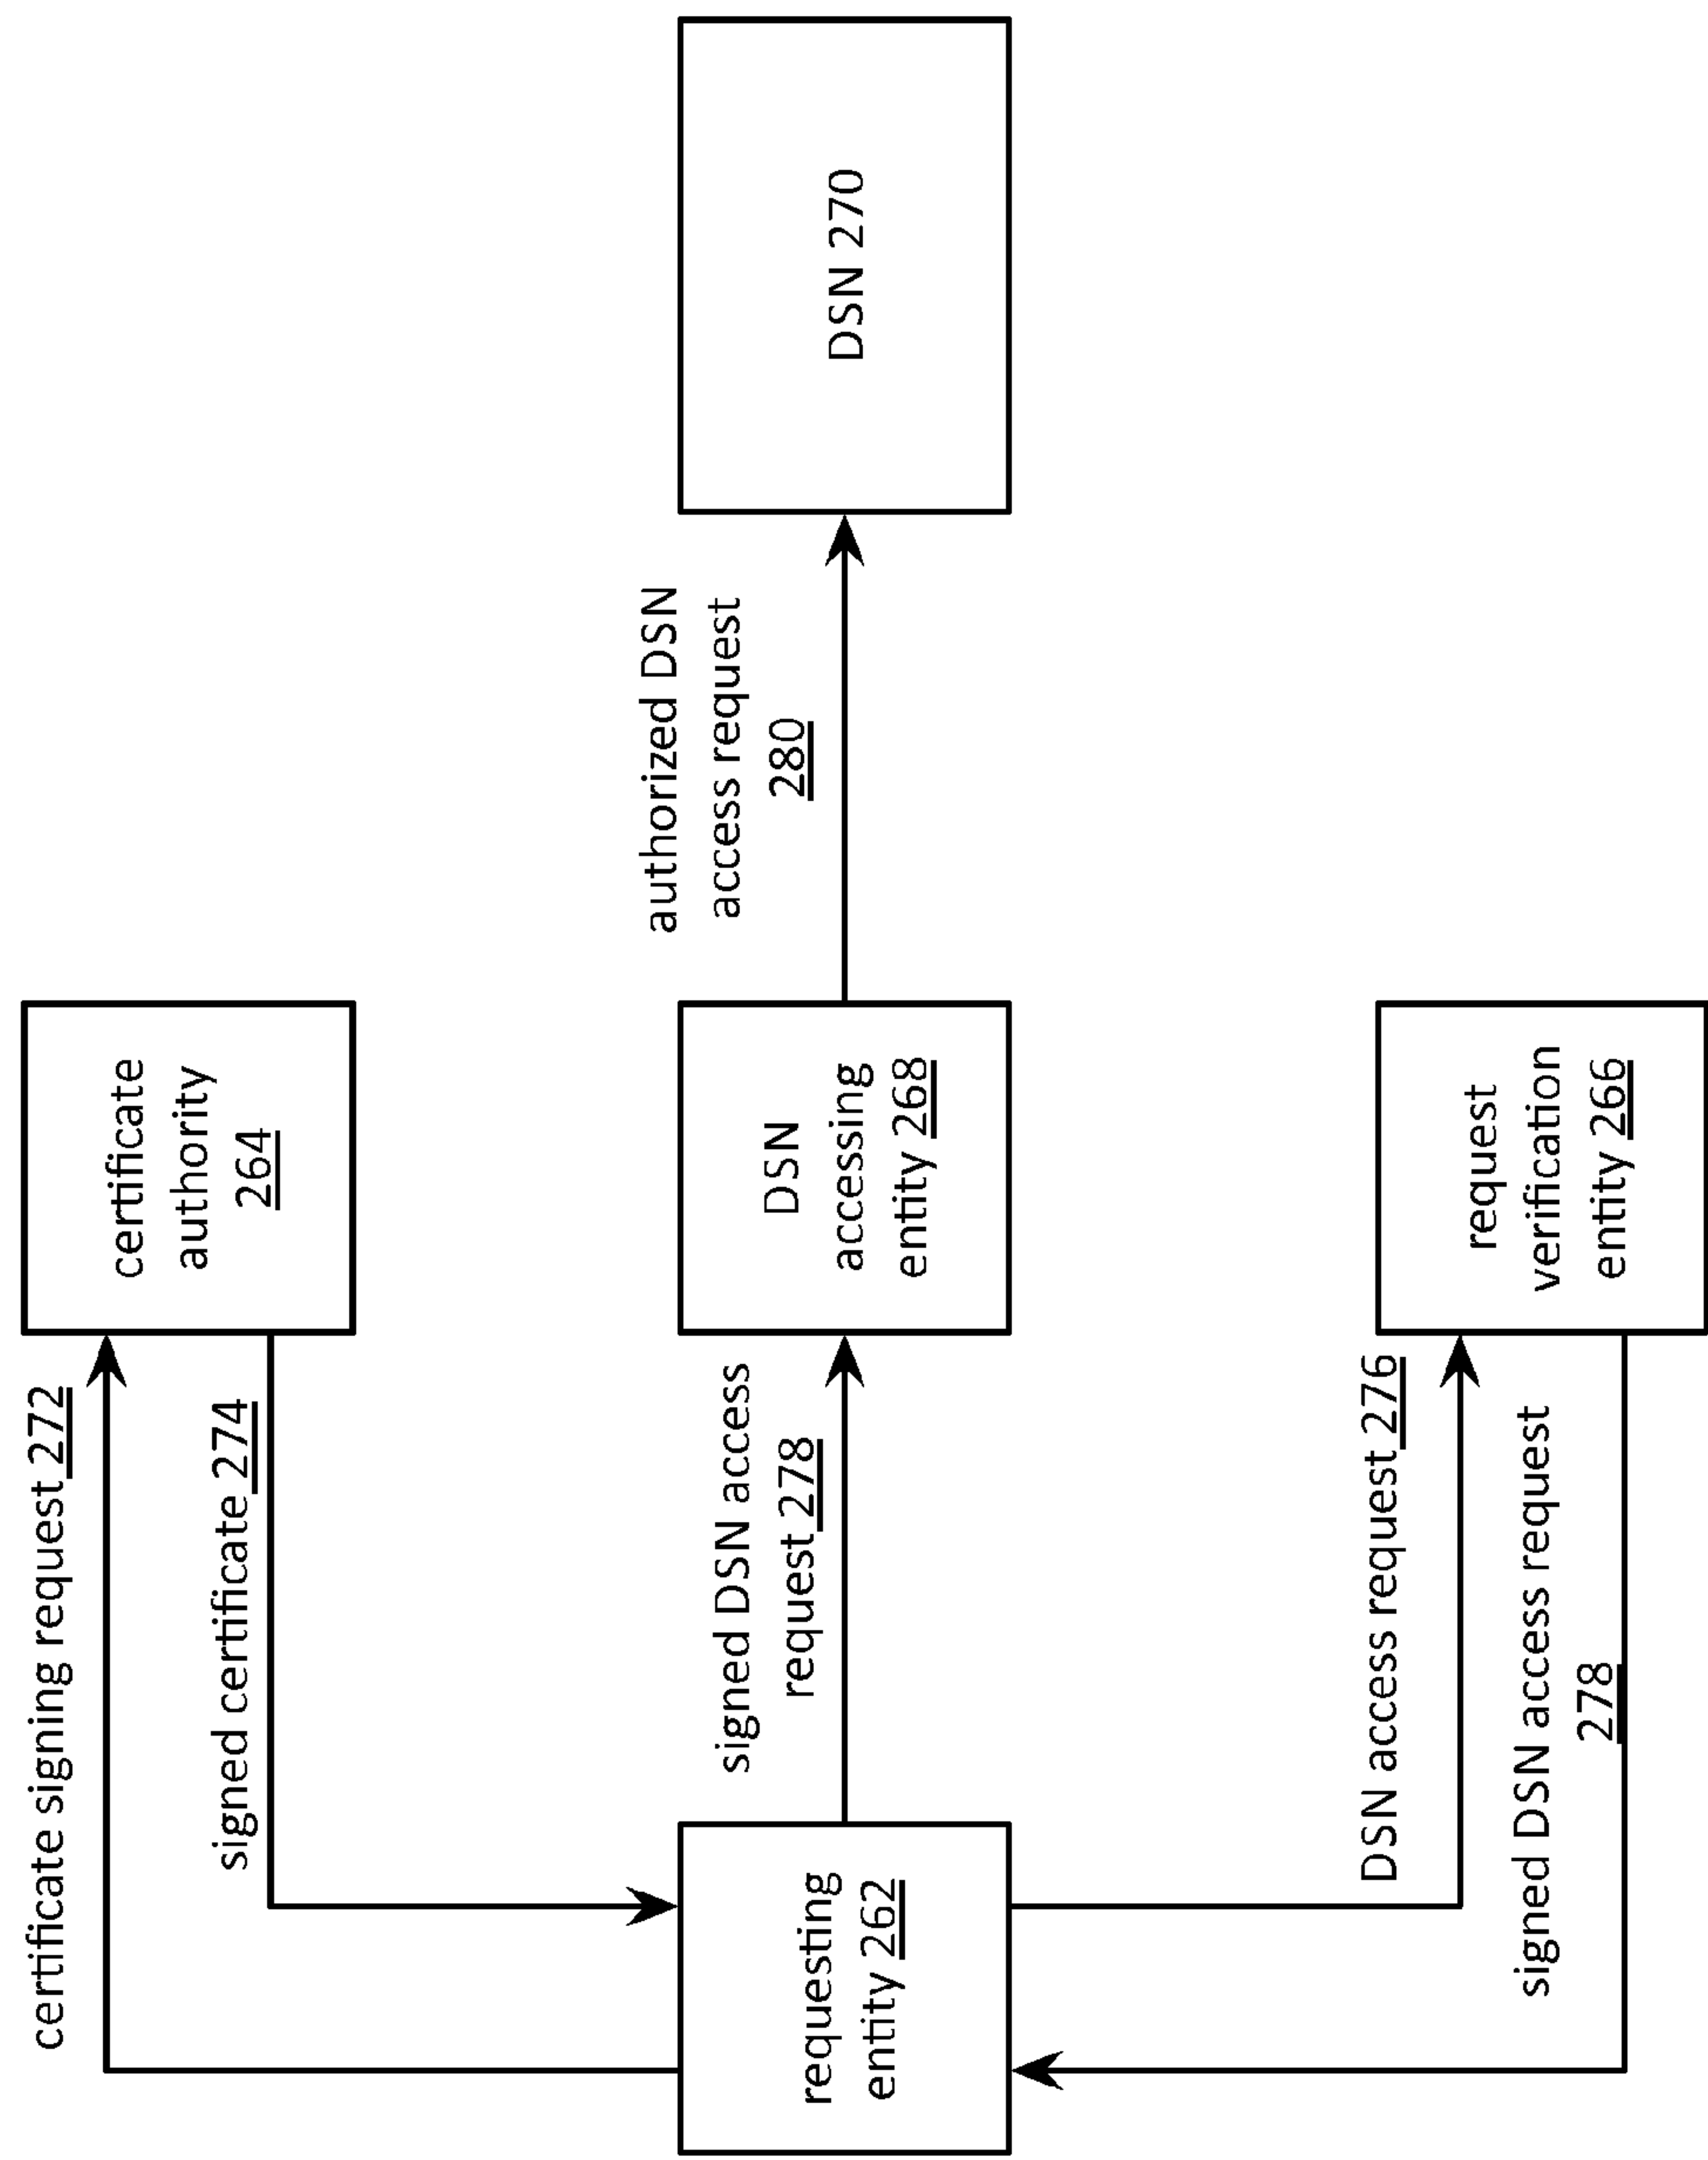 certificate signing request 272
signed certificate 274
certificate
authority
264
requesting
entity 262
signed DSN access
request 278
DSN
accessing
entity 268
authorized DSN
access request
280
DSN 270
DSN access request 276
signed DSN access request
278
request
verification
entity 266